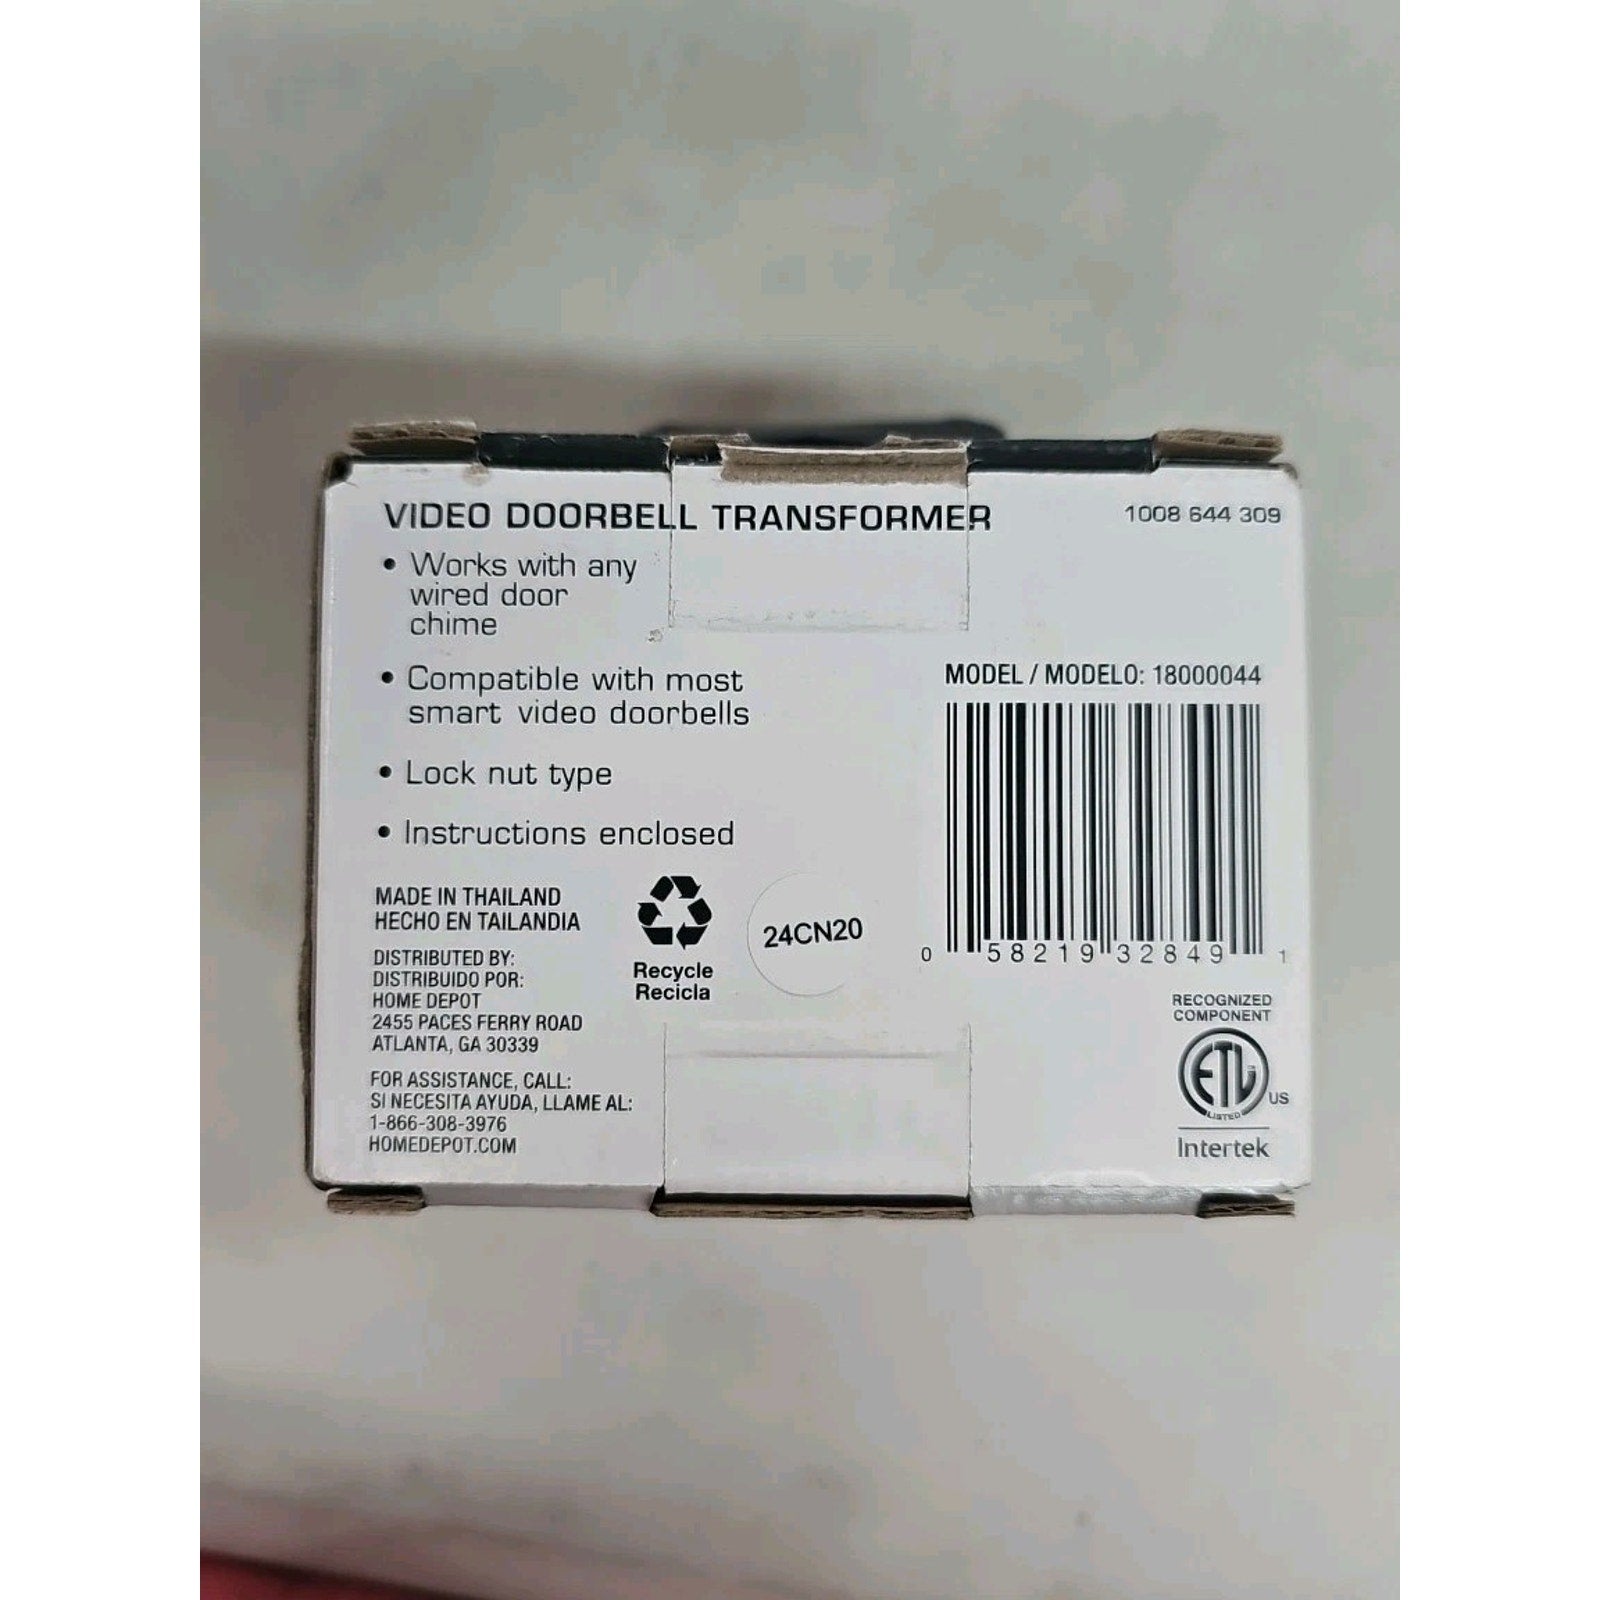 VIDEO DOORBELL TRANSFORMER
1008 644 309
• Works with any
wired door
chime
• Compatible with most
smart video doorbells
• Lock nut type
• Instructions enclosed
MODEL / MODELO: 18000044
0 58219 32849 1
MADE IN THAILAND
HECHO EN TAILANDIA
DISTRIBUTED BY:
DISTRIBUIDO POR:
HOME DEPOT
2455 PACES FERRY ROAD
ATLANTA, GA 30339
FOR ASSISTANCE, CALL:
SI NECESITA AYUDA, LLAME AL:
1-866-308-3976
HOMEDEPOT.COM
Recycle
Recicla
24CN20
RECOGNIZED
COMPONENT
ETL
LISTED
US
Intertek